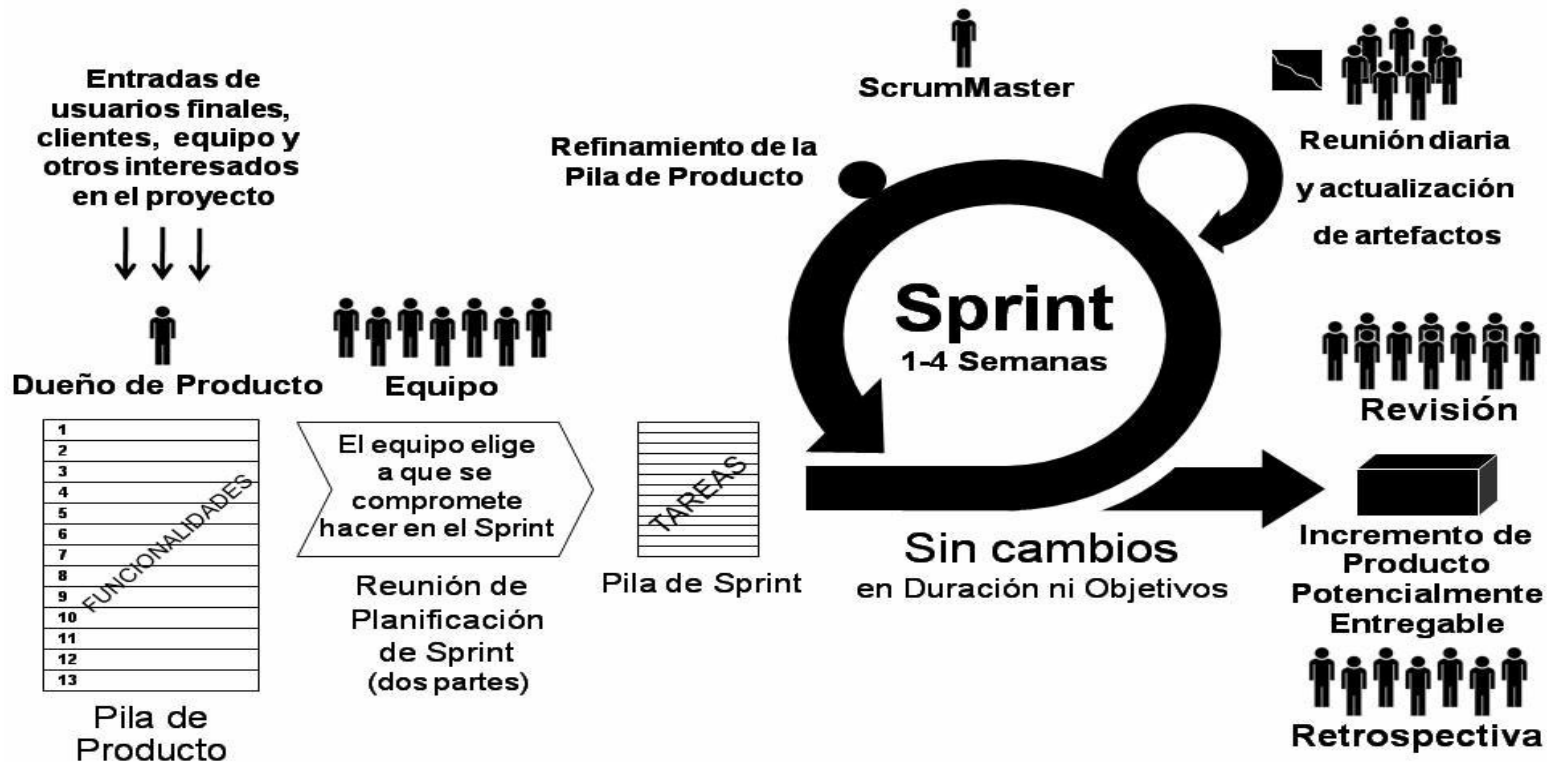 Entradas de
usuarios finales,
clientes, equipo y
otros interesados
en el proyecto
Dueño de Producto
1
2
3
4
5
6
7
8
9
10
11
12
13
FUNCIONALIDADES
Pila de
Producto
Equipo
El equipo elige
a que se
compromete
hacer en el Sprint
Reunión de
Planificación
de Sprint
(dos partes)
TAREAS
Pila de Sprint
Refinamiento de la
Pila de Producto
ScrumMaster
Sprint
1-4 Semanas
Sin cambios
en Duración ni Objetivos
Reunión diaria
y actualización
de artefactos
Revisión
Incremento de
Producto
Potencialmente
Entregable
Retrospectiva